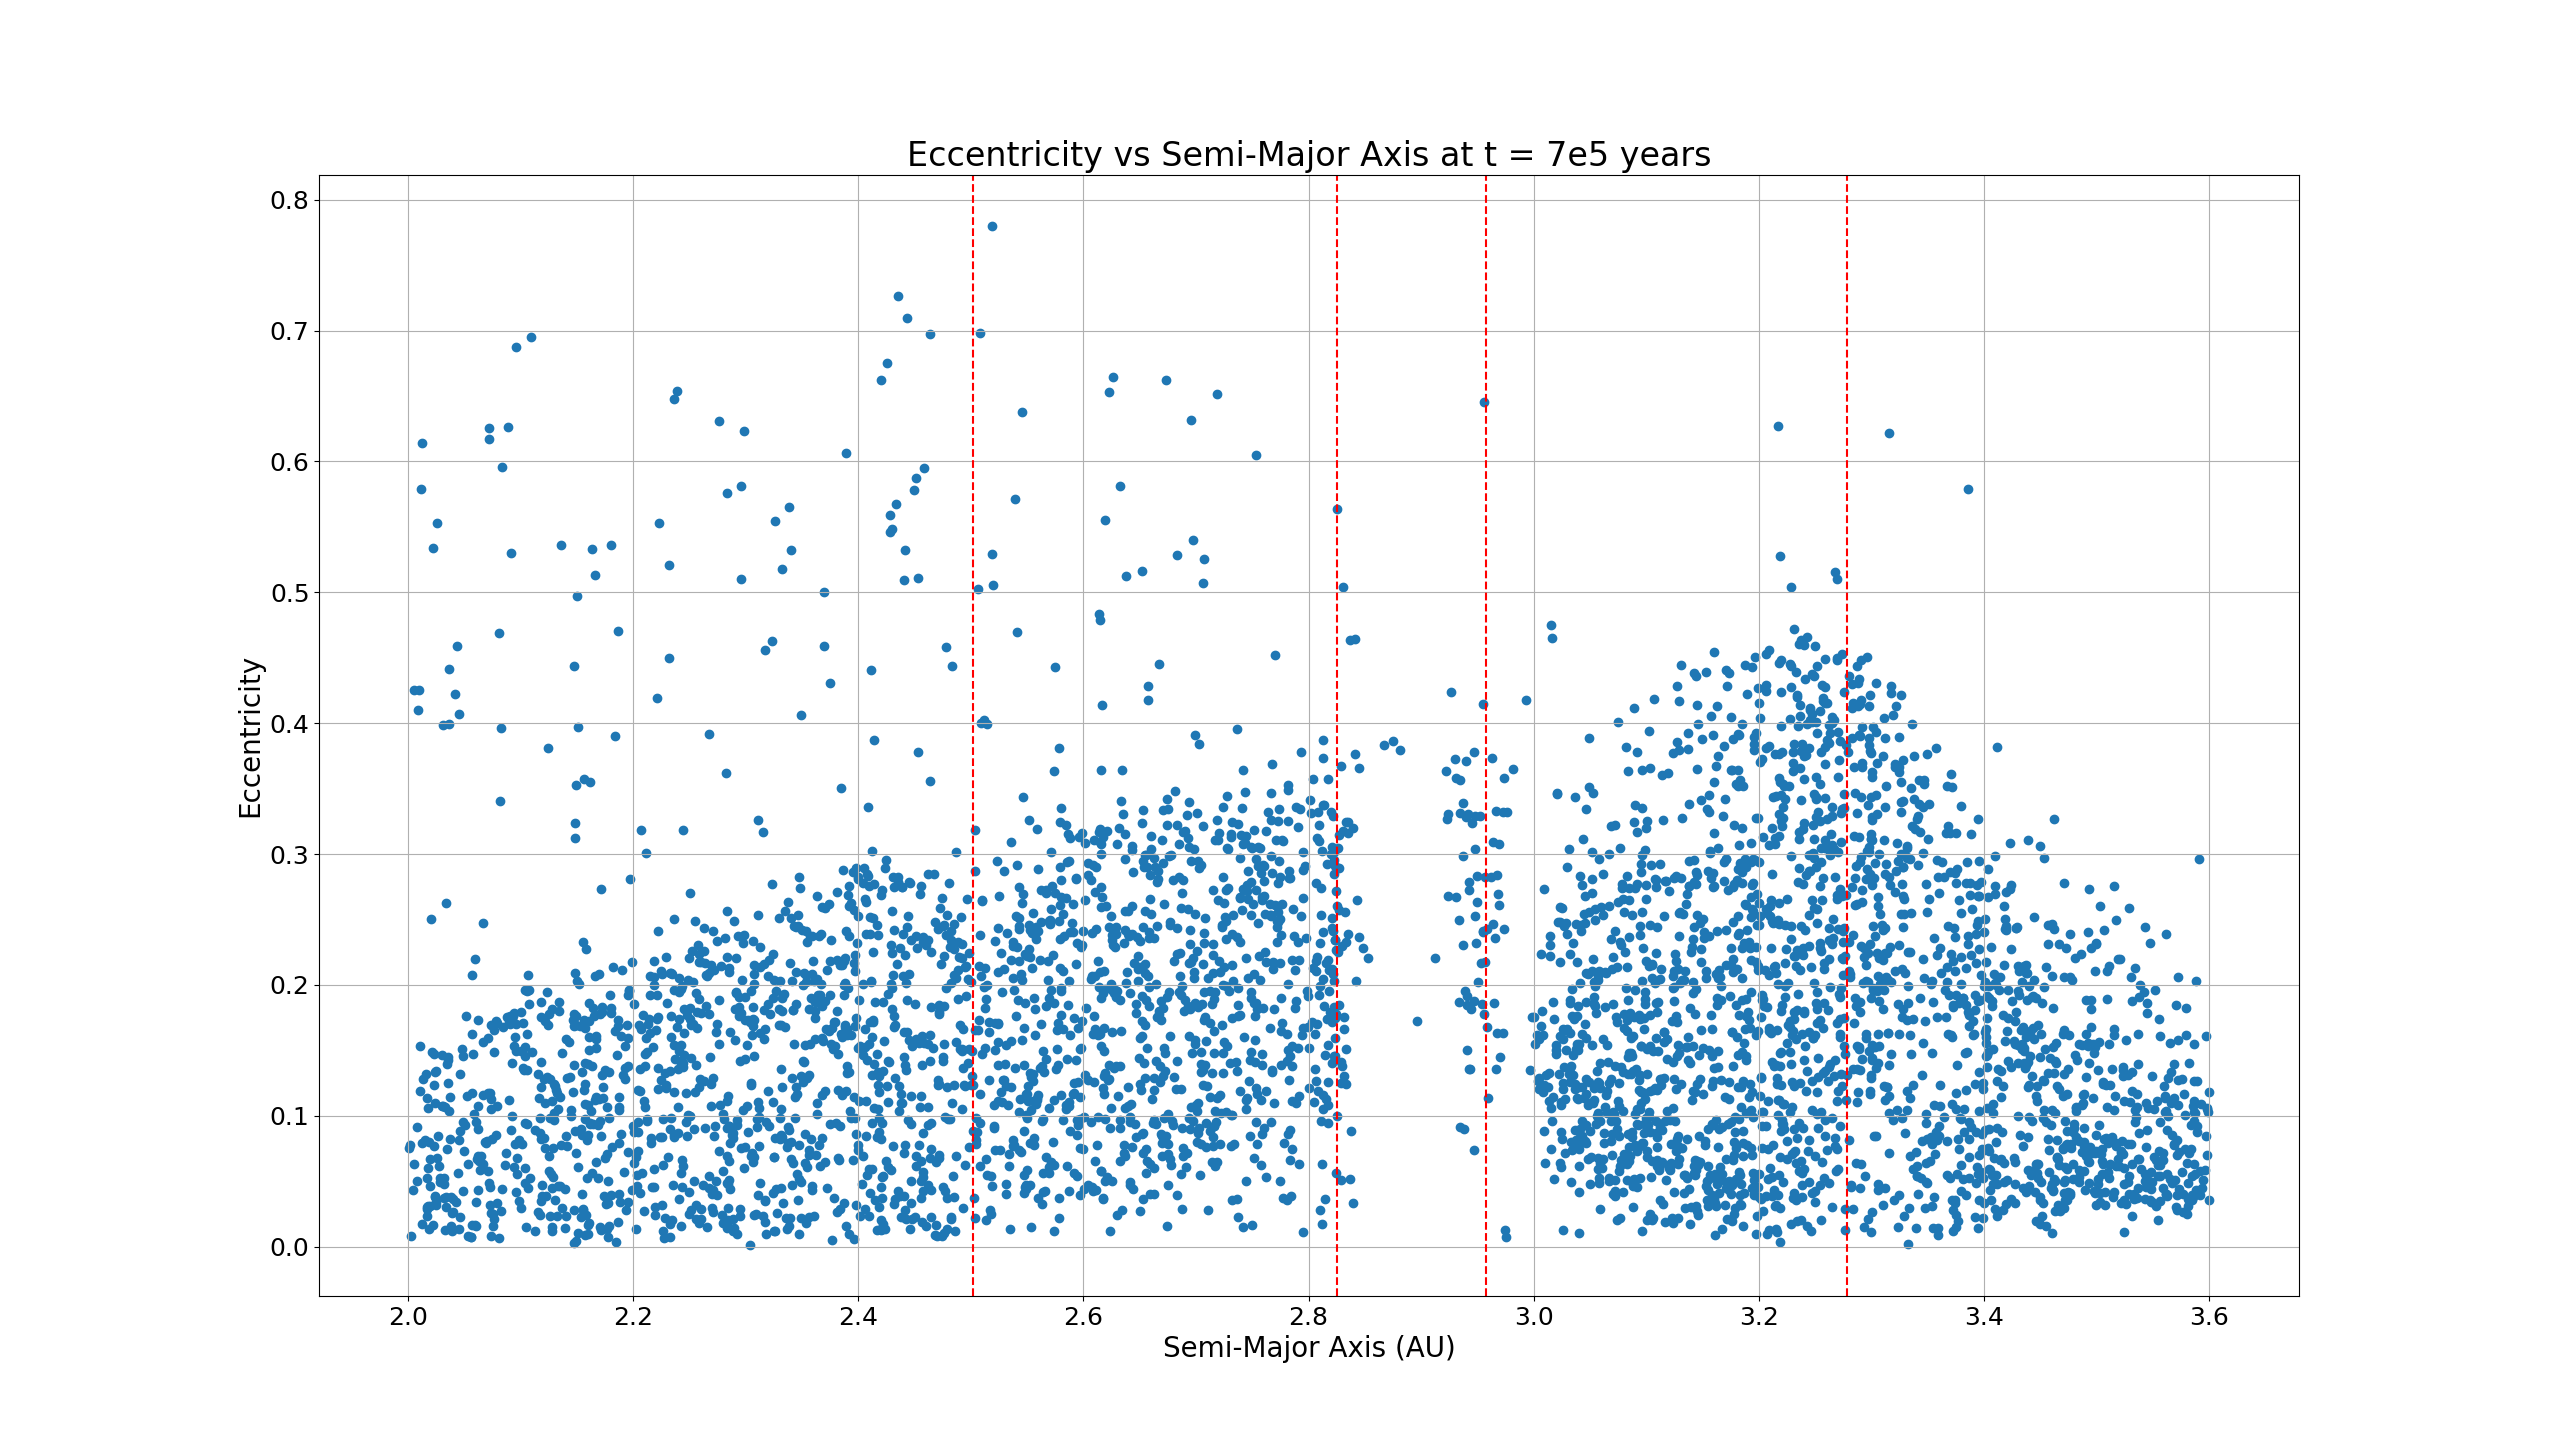 Eccentricity vs Semi-Major Axis at t = 7e5 years
0.8
0.7
0.6
0.5
0.4
0.3
0.2
0.1
0.0
Eccentricity
2.0 2.2 2.4 2.6 2.8 3.0 3.2 3.4 3.6
Semi-Major Axis (AU)